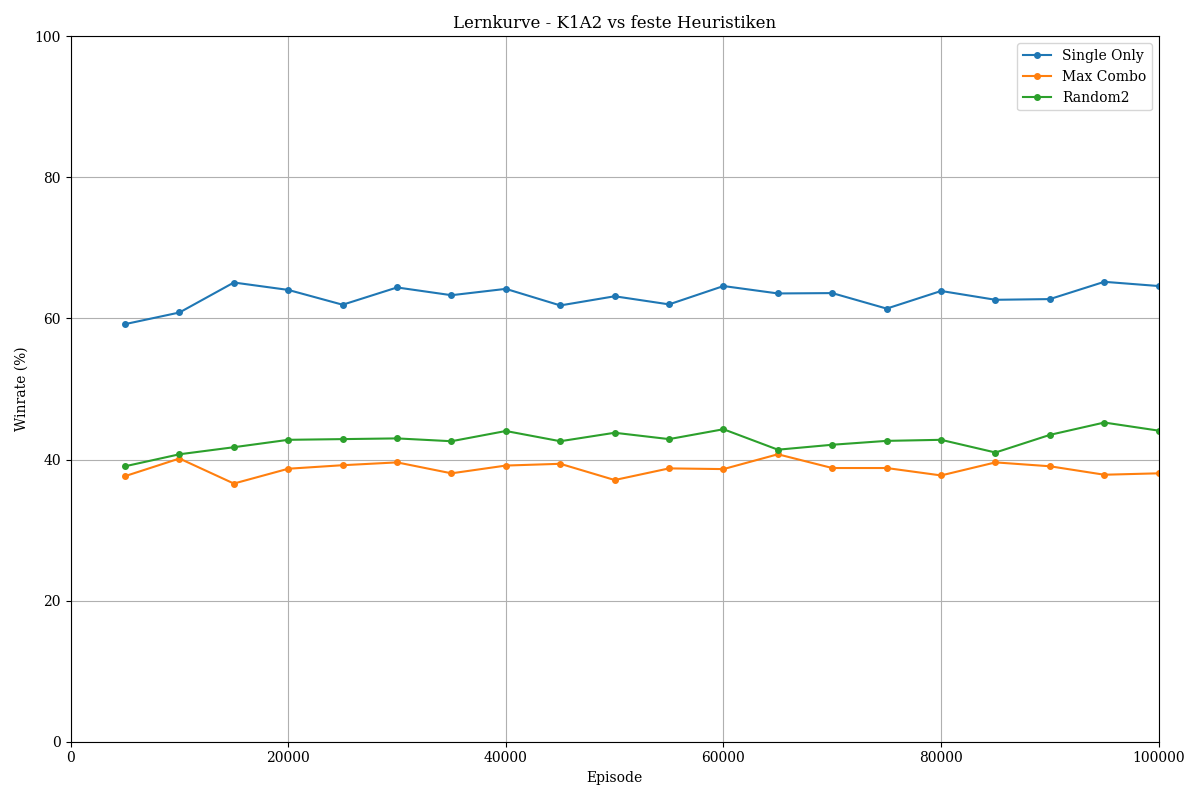 Lernkurve - K1A2 vs feste Heuristiken
100
80
60
40
20
0
Winrate (%)
Single Only
Max Combo
Random2
0 20000 40000 60000 80000 100000
Episode